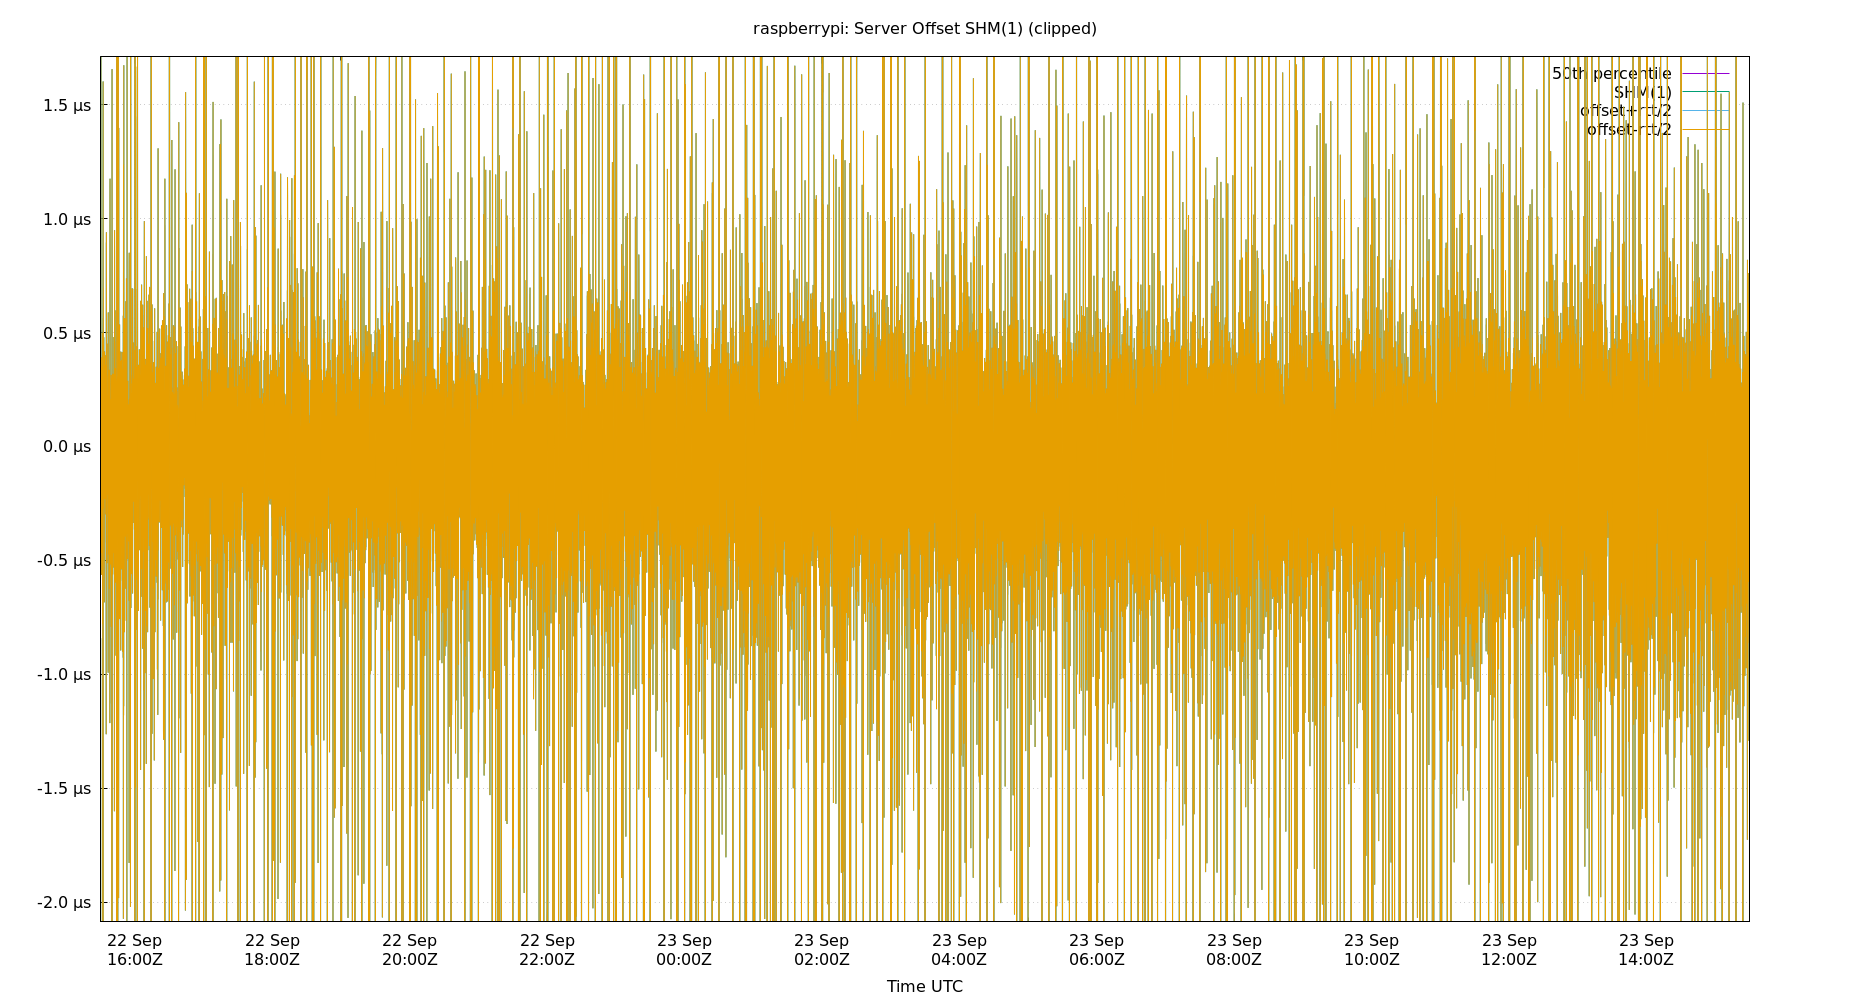 raspberrypi: Server Offset SHM(1) (clipped)
50th percentile
SHM(1)
offset+rtt/2
offset-rtt/2
1.5 µs
1.0 µs
0.5 µs
0.0 µs
-0.5 µs
-1.0 µs
-1.5 µs
-2.0 µs
22 Sep 22 Sep 22 Sep 22 Sep 23 Sep 23 Sep 23 Sep 23 Sep 23 Sep 23 Sep 23 Sep 23 Sep
16:00Z 18:00Z 20:00Z 22:00Z 00:00Z 02:00Z 04:00Z 06:00Z 08:00Z 10:00Z 12:00Z 14:00Z
Time UTC